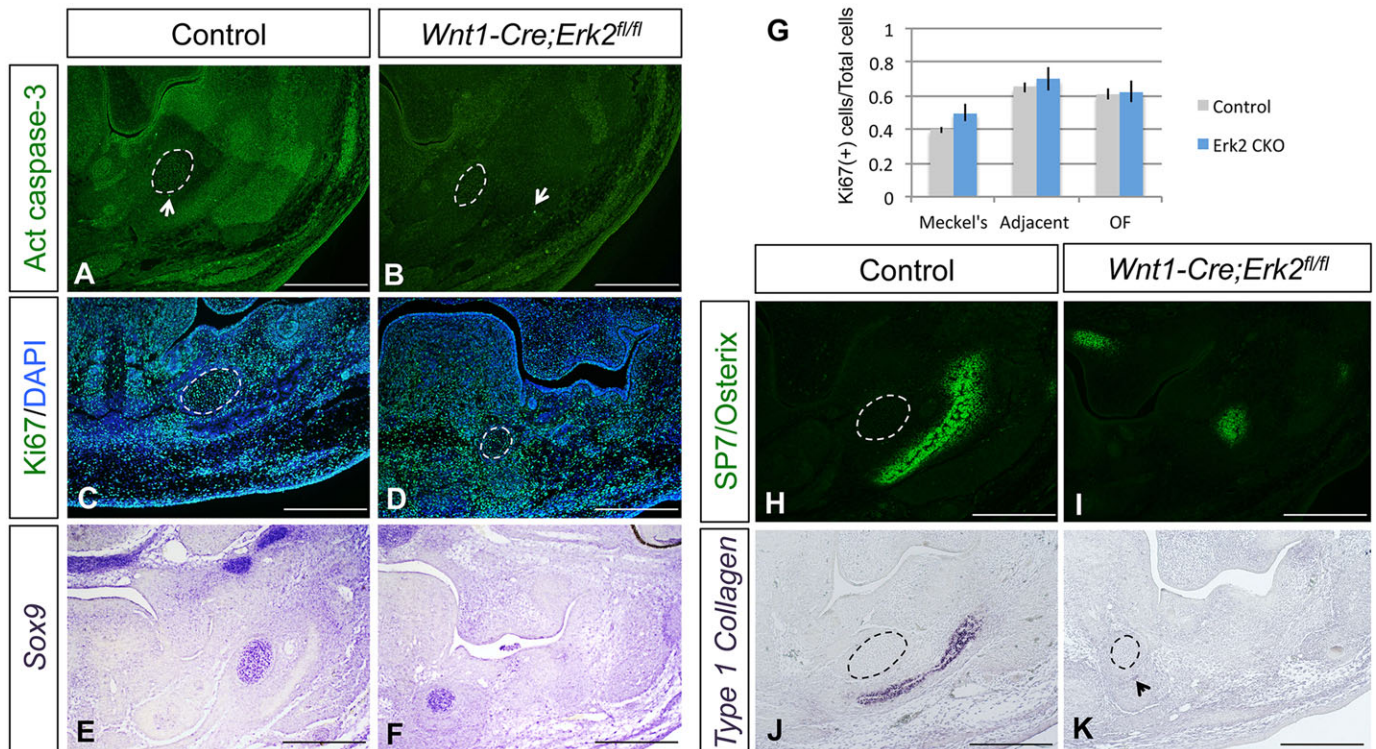 Control
Wnt1-Cre;Erk2fl/fl
Act caspase-3
A
B
Ki67/DAPI
C
D
Sox9
E
F
G
Ki67(+) cells/Total cells
1
0.8
0.6
0.4
0.2
0
Meckel's Adjacent OF
Control
Erk2 CKO
Control
Wnt1-Cre;Erk2fl/fl
SP7/Osterix
H
I
Type 1 Collagen
J
K